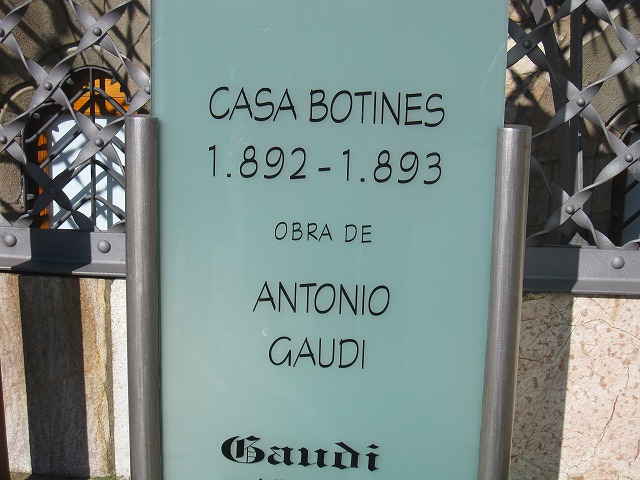 CASA BOTINES
1.892-1.893
OBRA DE
ANTONIO
GAUDI
Gaudi